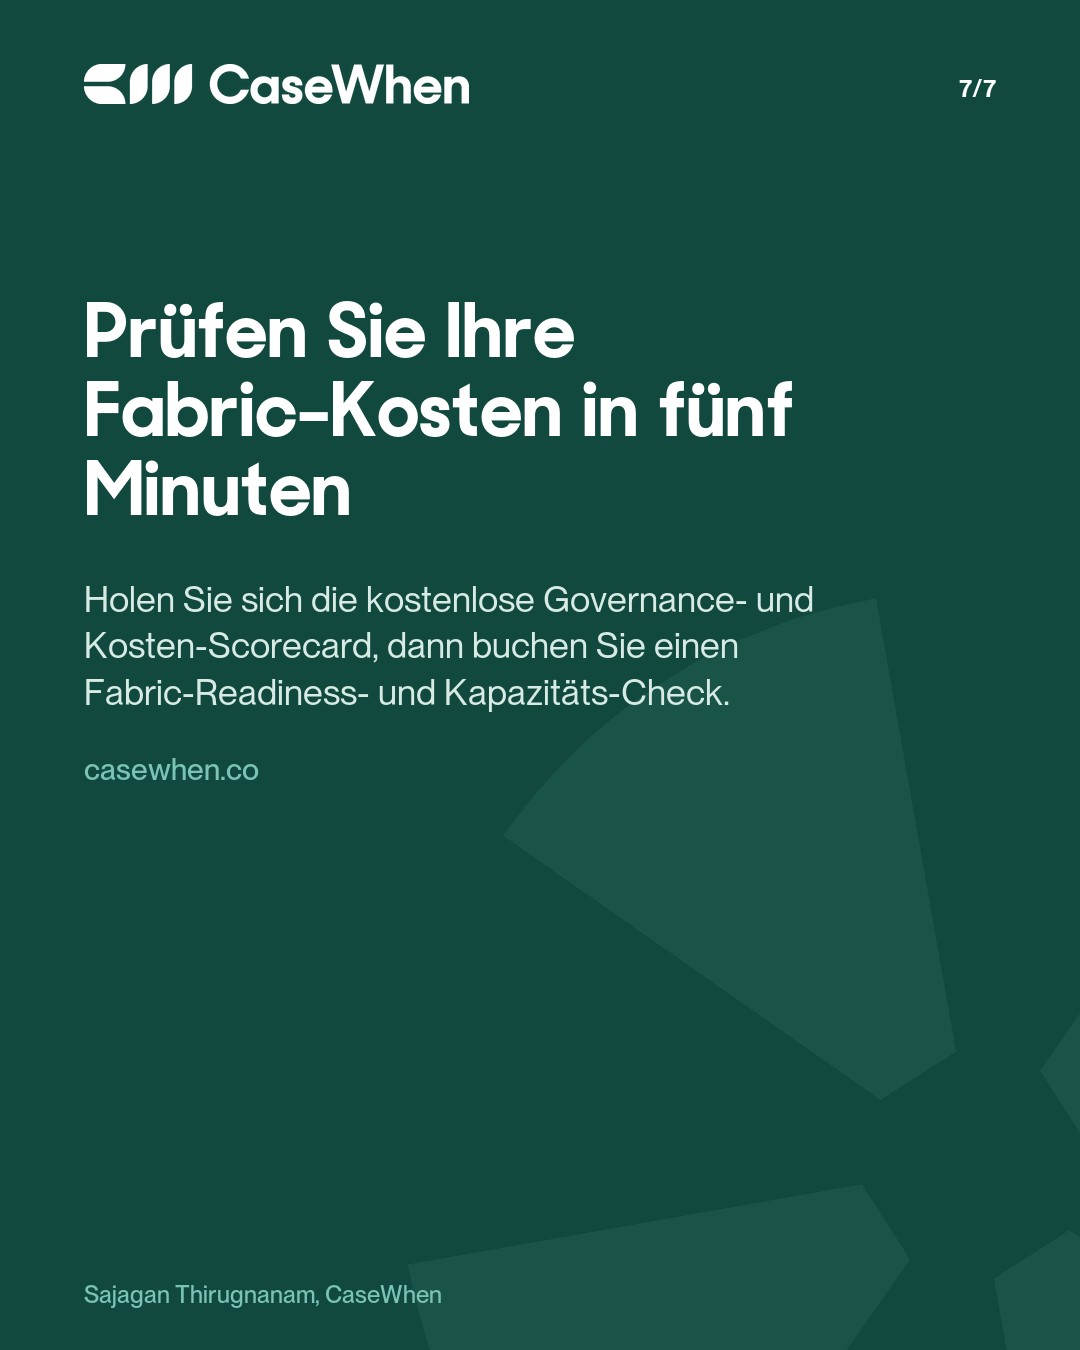 CaseWhen
7/7
Prüfen Sie Ihre
Fabric-Kosten in fünf
Minuten
Holen Sie sich die kostenlose Governance- und
Kosten-Scorecard, dann buchen Sie einen
Fabric-Readiness- und Kapazitäts-Check.
casewhen.co
Sajagan Thirugnanam, CaseWhen